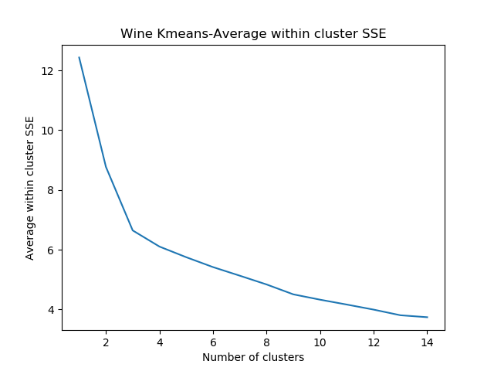 Wine Kmeans-Average within cluster SSE
Average within cluster SSE
12
10
8
6
4
2 4 6 8 10 12 14
Number of clusters